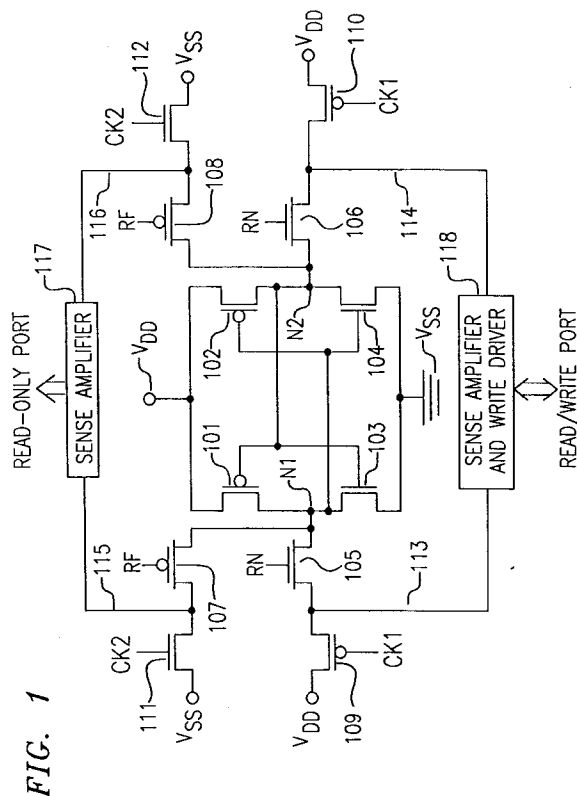 FIG. 1
READ-ONLY PORT
SENSE AMPLIFIER
117
115
116
CK2
111
VSS
RF
107
RF
108
CK2
112
VSS
VDD
101
102
N1
N2
103
104
VSS
RN
105
RN
106
VDD
109
CK1
VDD
110
CK1
113
114
118
SENSE AMPLIFIER
AND WRITE DRIVER
READ/WRITE PORT